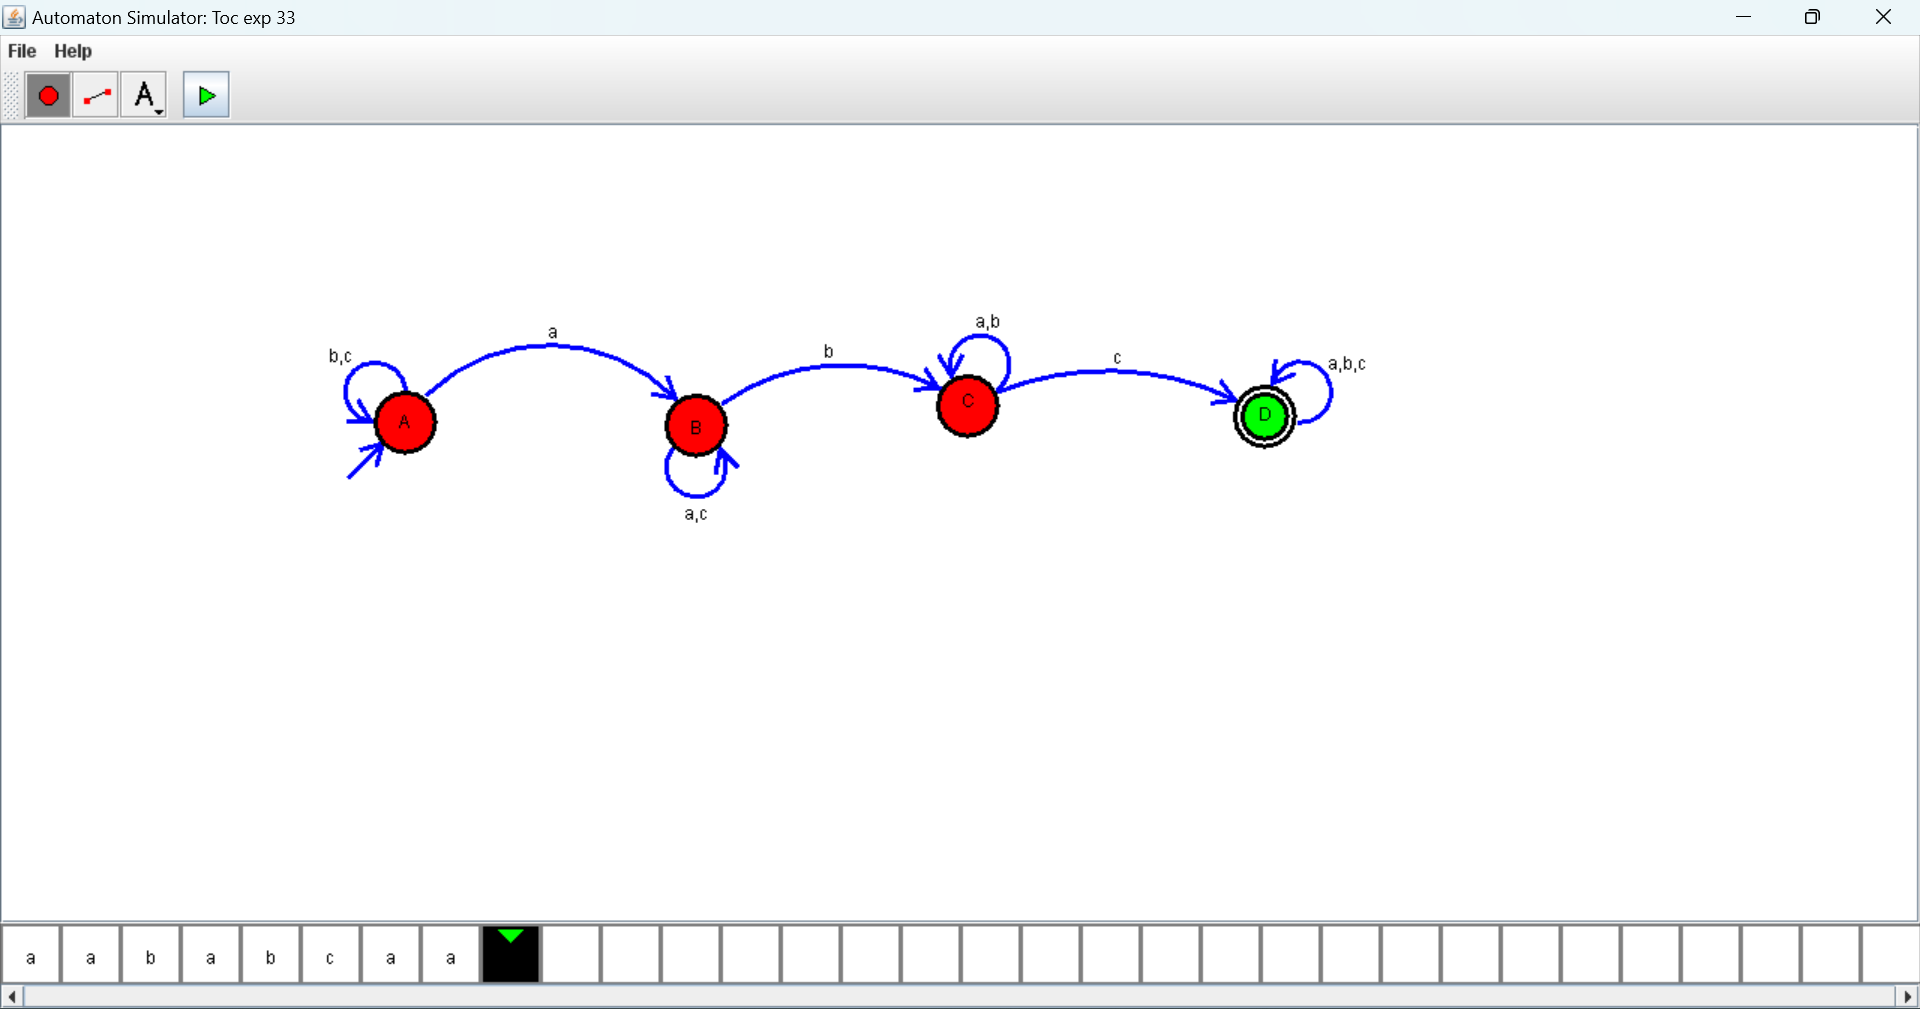 Automaton Simulator: Toc exp 33
File Help
A
a,b
a
b
c
b,c
a,b,c
A
B
C
D
a,c
a a b a b c a a